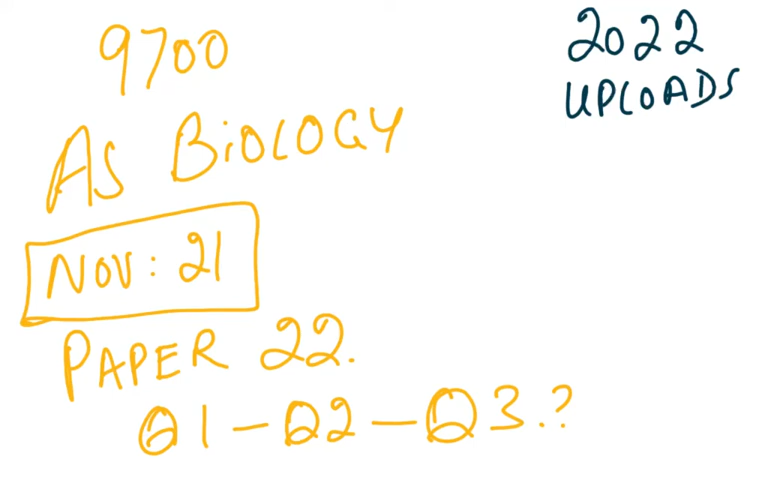 9700
2022
UPLOADS
AS BiOLOGY
NOV: 21
PAPER 22.
Q1 - Q2 - Q3.?